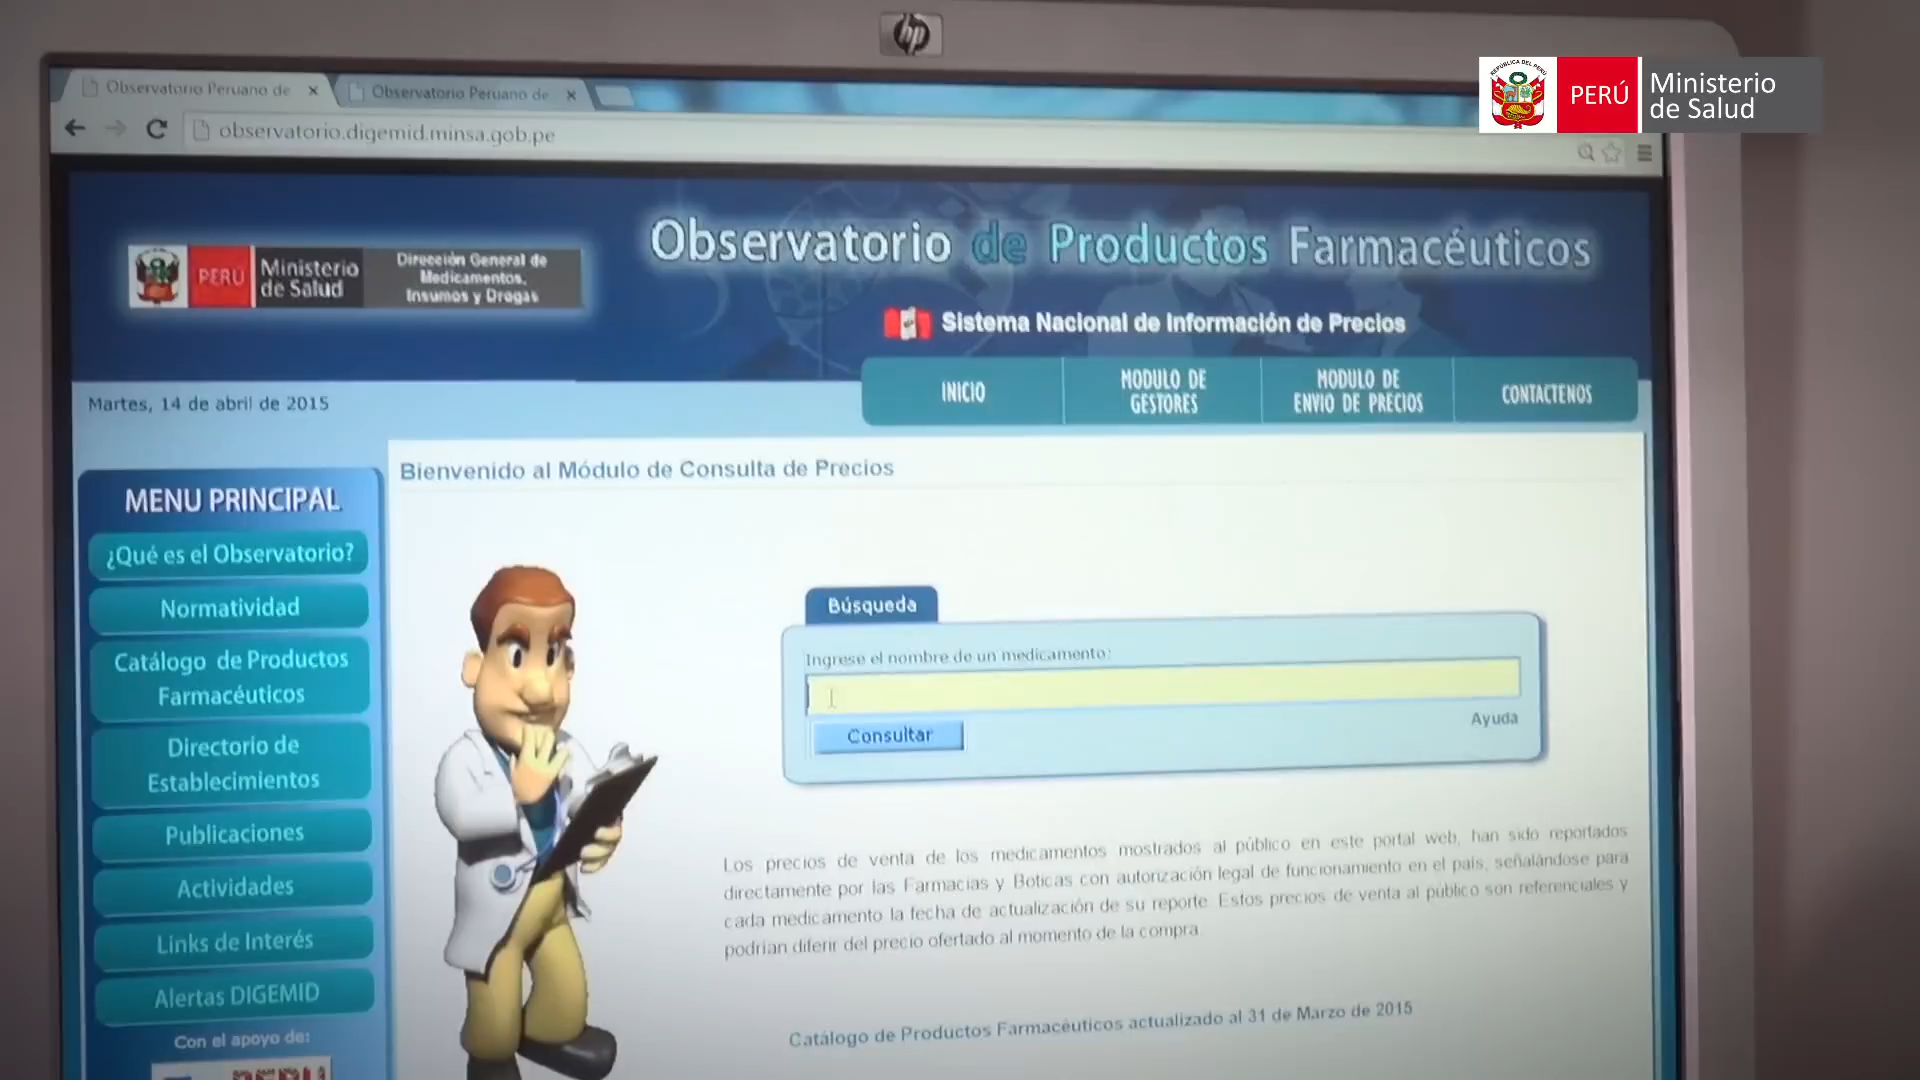 hp
PERÚ
Ministerio
de Salud
Observatorio Peruano de
Observatorio Peruano de
observatorio.digemid.minsa.gob.pe
PERÚ
Ministerio
de Salud
Dirección General de
Medicamentos,
Insumos y Drogas
Observatorio de Productos Farmacéuticos
Sistema Nacional de Información de Precios
INICIO
MODULO DE
GESTORES
MODULO DE
ENVIO DE PRECIOS
CONTACTENOS
Martes, 14 de abril de 2015
MENU PRINCIPAL
¿Qué es el Observatorio?
Normatividad
Catálogo de Productos
Farmacéuticos
Directorio de
Establecimientos
Publicaciones
Actividades
Links de Interés
Alertas DIGEMID
Con el apoyo de:
PERU
Bienvenido al Módulo de Consulta de Precios
Búsqueda
Ingrese el nombre de un medicamento:
Consultar
Ayuda
Los precios de venta de los medicamentos mostrados al público en este portal web, han sido reportados
directamente por las Farmacias y Boticas con autorización legal de funcionamiento en el país, señalándose para
cada medicamento la fecha de actualización de su reporte. Estos precios de venta al público son referenciales y
podrían diferir del precio ofertado al momento de la compra.
Catálogo de Productos Farmacéuticos actualizado al 31 de Marzo de 2015